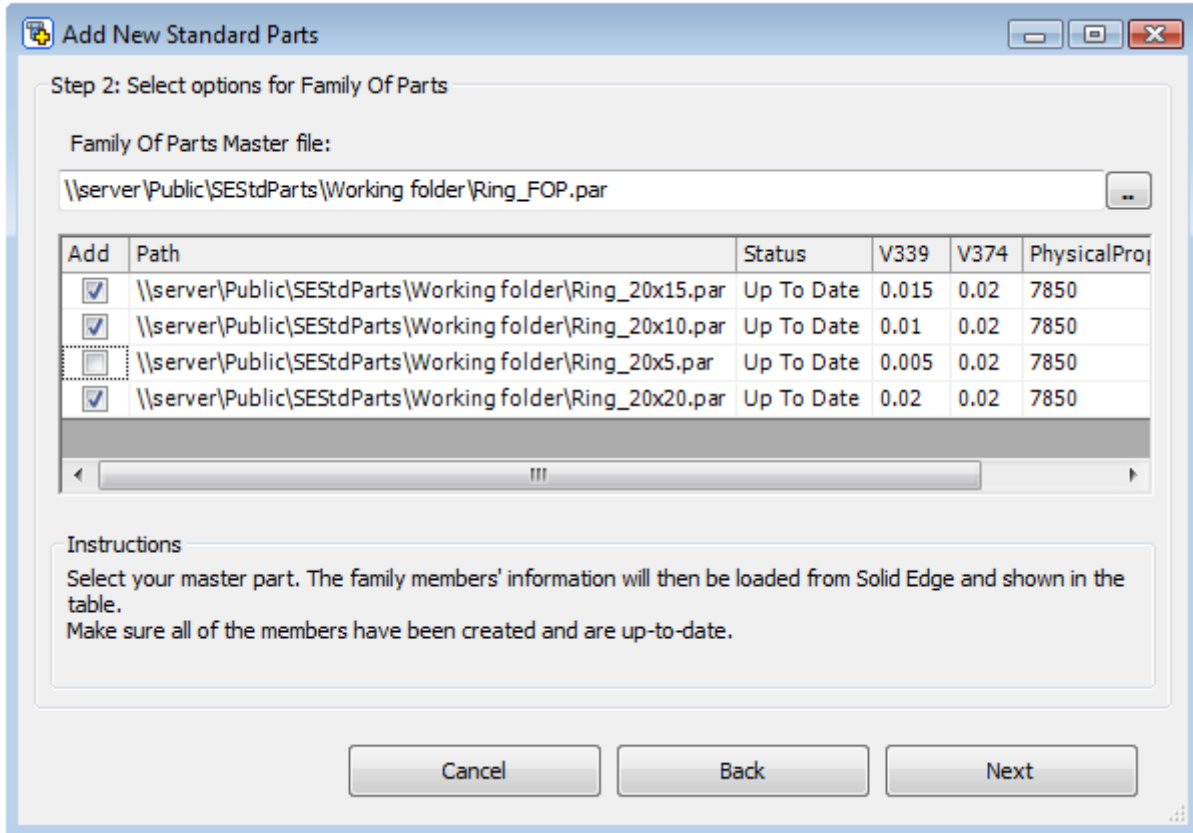 Add New Standard Parts
Step 2: Select options for Family Of Parts
Family Of Parts Master file:
\\server\Public\SEStdParts\Working folder\Ring_FOP.par
..
Add Path Status V339 V374 PhysicalProp
\\server\Public\SEStdParts\Working folder\Ring_20x15.par Up To Date 0.015 0.02 7850
\\server\Public\SEStdParts\Working folder\Ring_20x10.par Up To Date 0.01 0.02 7850
\\server\Public\SEStdParts\Working folder\Ring_20x5.par Up To Date 0.005 0.02 7850
\\server\Public\SEStdParts\Working folder\Ring_20x20.par Up To Date 0.02 0.02 7850
Instructions
Select your master part. The family members' information will then be loaded from Solid Edge and shown in the
table.
Make sure all of the members have been created and are up-to-date.
Cancel Back Next